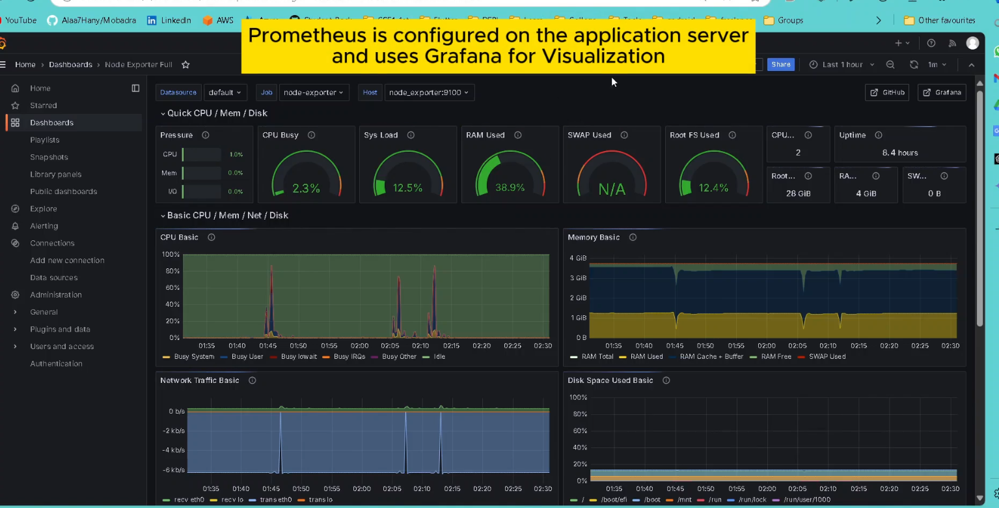 YouTube
Alaa7Hany/Mobadra
LinkedIn
AWS
Groups
Other favourites
Prometheus is configured on the application server
and uses Grafana for Visualization
Home › Dashboards › Node Exporter Full
Share
Last 1 hour
1m
Home
Starred
Dashboards
Playlists
Snapshots
Library panels
Public dashboards
Explore
Alerting
Connections
Add new connection
Data sources
Administration
General
Plugins and data
Users and access
Authentication
Datasource default Job node-exporter Host node_exporter:9100
GitHub
Grafana
Quick CPU / Mem / Disk
Pressure
CPU 1.0%
Mem 0.0%
I/O 0.0%
CPU Busy
2.3%
Sys Load
12.5%
RAM Used
38.9%
SWAP Used
N/A
Root FS Used
12.4%
CPU...
2
Uptime
8.4 hours
Root...
28 GiB
RA...
4 GiB
SW...
0 B
Basic CPU / Mem / Net / Disk
CPU Basic
100%
80%
60%
40%
20%
0%
01:35 01:40 01:45 01:50 01:55 02:00 02:05 02:10 02:15 02:20 02:25 02:30
Busy System Busy User Busy Iowait Busy IRQs Busy Other Idle
Memory Basic
4 GiB
3 GiB
2 GiB
1 GiB
0 B
01:35 01:40 01:45 01:50 01:55 02:00 02:05 02:10 02:15 02:20 02:25 02:30
RAM Total RAM Used RAM Cache + Buffer RAM Free SWAP Used
Network Traffic Basic
0 b/s
-2 kb/s
-4 kb/s
-6 kb/s
01:35 01:40 01:45 01:50 01:55 02:00 02:05 02:10 02:15 02:20 02:25 02:30
recv eth0 recv lo trans eth0 trans lo
Disk Space Used Basic
100%
80%
60%
40%
20%
0%
01:35 01:40 01:45 01:50 01:55 02:00 02:05 02:10 02:15 02:20 02:25 02:30
/ /boot/efi /boot /mnt /run /run/lock /run/user/1000